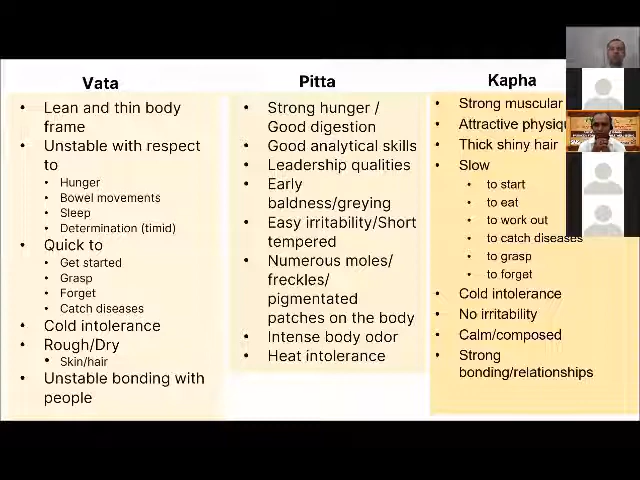 Vata
• Lean and thin body
frame
• Unstable with respect
to
• Hunger
• Bowel movements
• Sleep
• Determination (timid)
• Quick to
• Get started
• Grasp
• Forget
• Catch diseases
• Cold intolerance
• Rough/Dry
• Skin/hair
• Unstable bonding with
people
Pitta
• Strong hunger /
Good digestion
• Good analytical skills
• Leadership qualities
• Early
baldness/greying
• Easy irritability/Short
tempered
• Numerous moles/
freckles/
pigmented
patches on the body
• Intense body odor
• Heat intolerance
Kapha
• Strong muscular
• Attractive
• Thick shiny hair
• Slow
• to start
• to eat
• to work out
• to catch diseases
• to grasp
• to forget
• Cold intolerance
• No irritability
• Calm/composed
• Strong
bonding/relationships